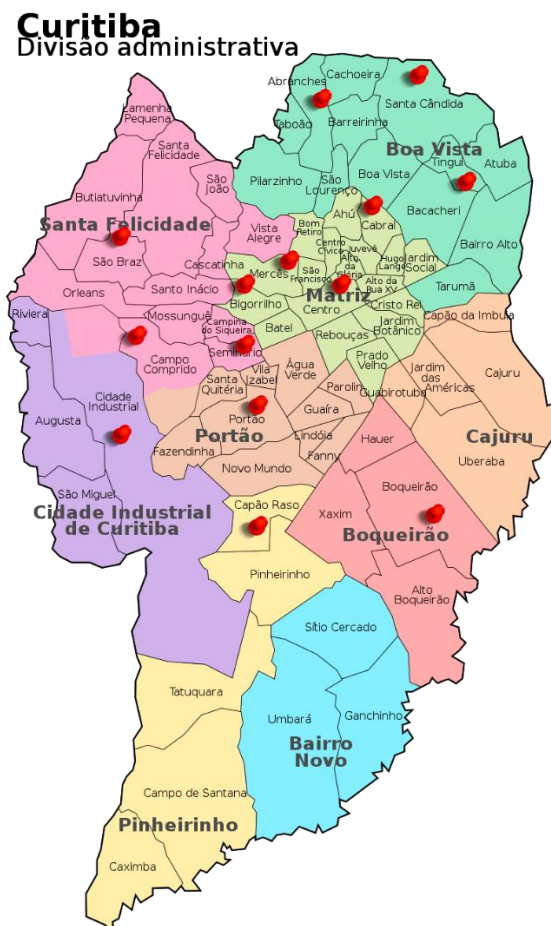 Curitiba
Divisão administrativa
Abranches
Cachoeira
Santa Cândida
Lamenha
Pequena
Taboão
Barreirinha
Santa
Felicidade
Boa Vista
Tingui
Atuba
São
João
Pilarzinho
São
Lourenço
Boa Vista
Butiatuvinha
Bacacheri
Santa Felicidade
Vista
Alegre
Bom
Retiro
Ahú
Cabral
Bairro Alto
São Braz
Cascatinha
Mercês
São
Francisco
Centro
Cívico
Juvevê
Alto
da
Glória
Hugo
Lange
Jardim
Social
Orleans
Santo Inácio
Bigorrilho
Matriz
Alto da
Rua XV
Tarumã
Riviera
Mossunguê
Campina
do Siqueira
Batel
Centro
Cristo Rei
Capão da Imbuia
Rebouças
Jardim
Botânico
Seminário
Campo
Comprido
Água
Verde
Prado
Velho
Jardim
das
Américas
Cajuru
Vila
Izabel
Santa
Quitéria
Parolin
Guabirotuba
Cidade
Industrial
Augusta
Portão
Guaíra
Portão
Lindóia
Hauer
Cajuru
Fazendinha
Fanny
Uberaba
Novo Mundo
Boqueirão
São Miguel
Cidade Industrial
de Curitiba
Capão Raso
Xaxim
Boqueirão
Pinheirinho
Alto
Boqueirão
Sítio Cercado
Tatuquara
Umbará
Ganchinho
Bairro
Novo
Campo de Santana
Pinheirinho
Caximba